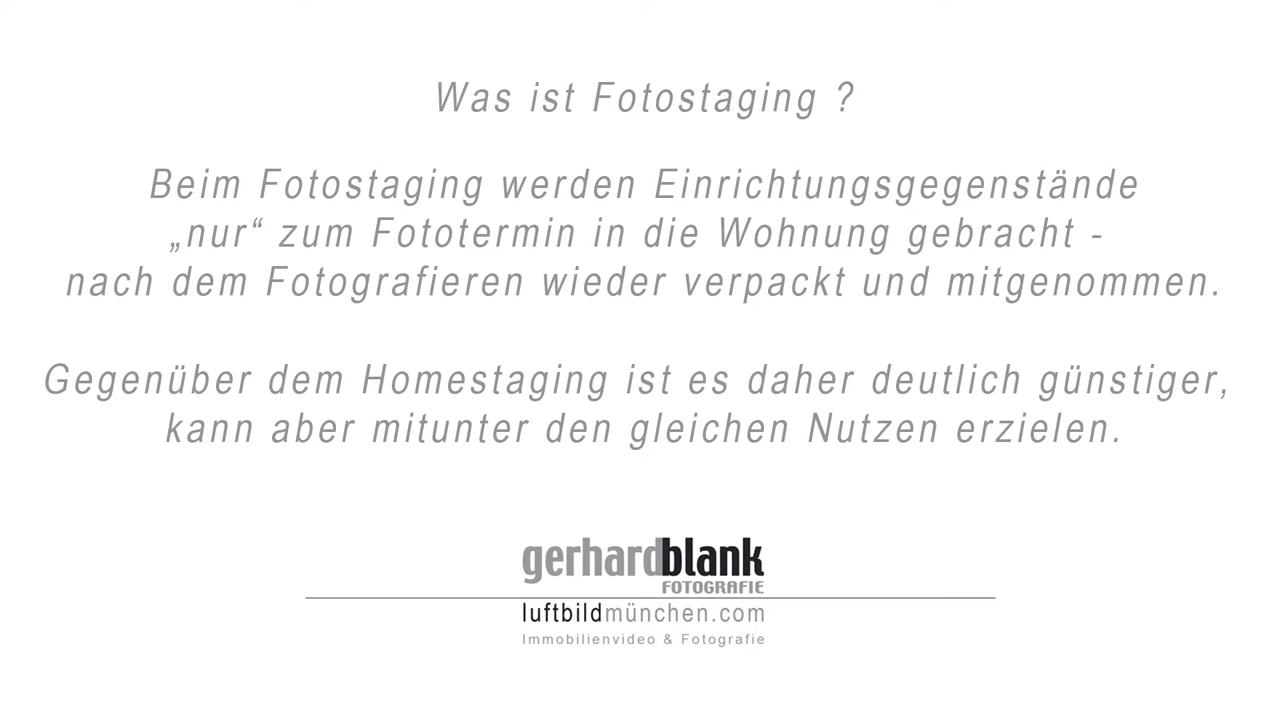 Was ist Fotostaging ?
Beim Fotostaging werden Einrichtungsgegenstände
„nur“ zum Fototermin in die Wohnung gebracht -
nach dem Fotografieren wieder verpackt und mitgenommen.
Gegenüber dem Homestaging ist es daher deutlich günstiger,
kann aber mitunter den gleichen Nutzen erzielen.
gerhardblank
FOTOGRAFIE
luftbildmünchen.com
Immobilienvideo & Fotografie